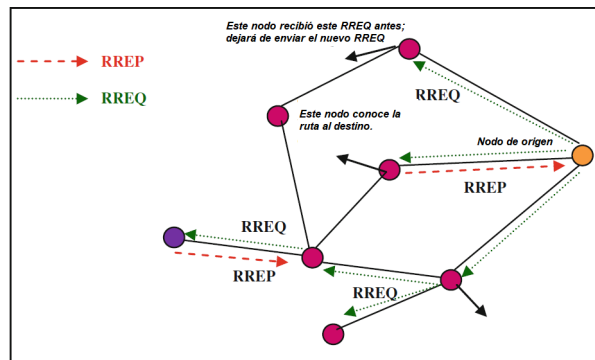 Este nodo recibió este RREQ antes;
dejará de enviar el nuevo RREQ
RREP
RREQ
RREQ
Este nodo conoce la
ruta al destino.
Nodo de origen
RREP
RREQ
RREP
RREQ